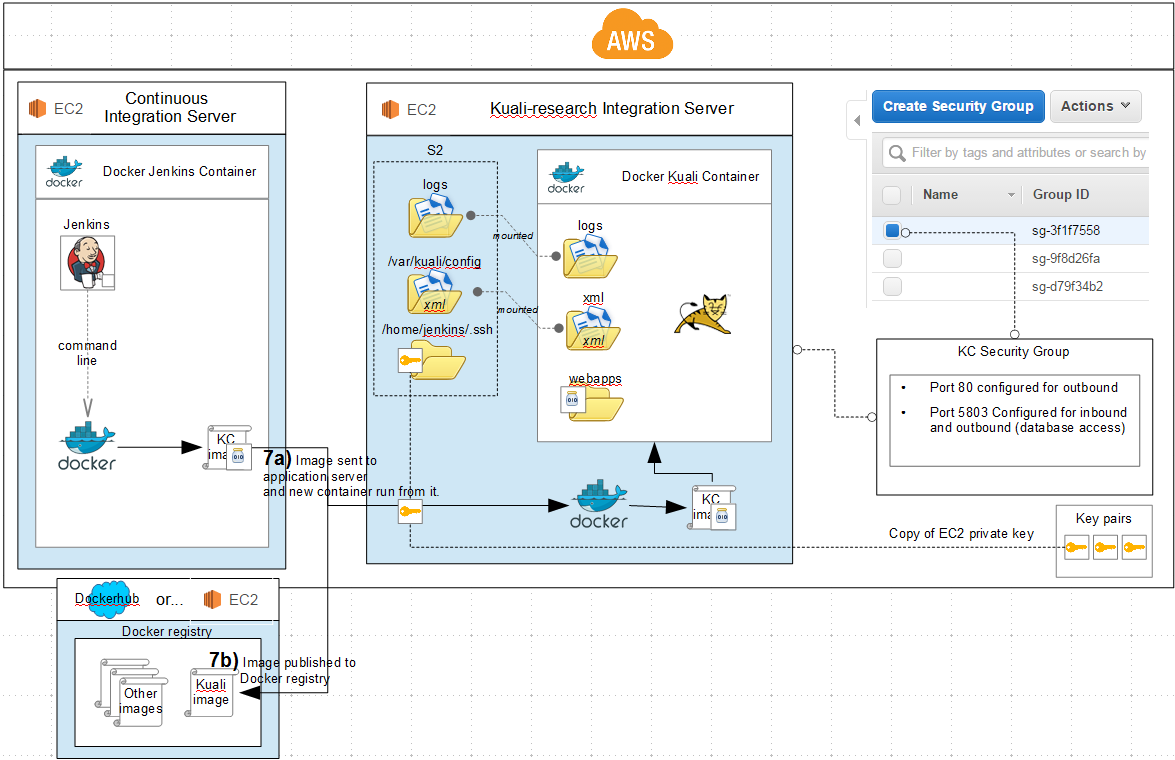 AWS
EC2
Continuous
Integration Server
docker
Docker Jenkins Container
Jenkins
command
line
docker
KC
ima
7a) Image sent to
application server
and new container run from it.
EC2
Kuali-research Integration Server
S2
logs
mounted
/var/kuali/config
xml
mounted
/home/jenkins/.ssh
docker
Docker Kuali Container
logs
xml
xml
webapps
010
docker
KC
ima
010
010
Create Security Group
Actions
Filter by tags and attributes or search by
Name
Group ID
sg-3f1f7558
sg-9f8d26fa
sg-d79f34b2
KC Security Group
• Port 80 configured for outbound
• Port 5803 Configured for inbound
and outbound (database access)
Key pairs
Copy of EC2 private key
Dockerhub or...
EC2
Docker registry
Other
images
Kuali
image
7b) Image published to
Docker registry